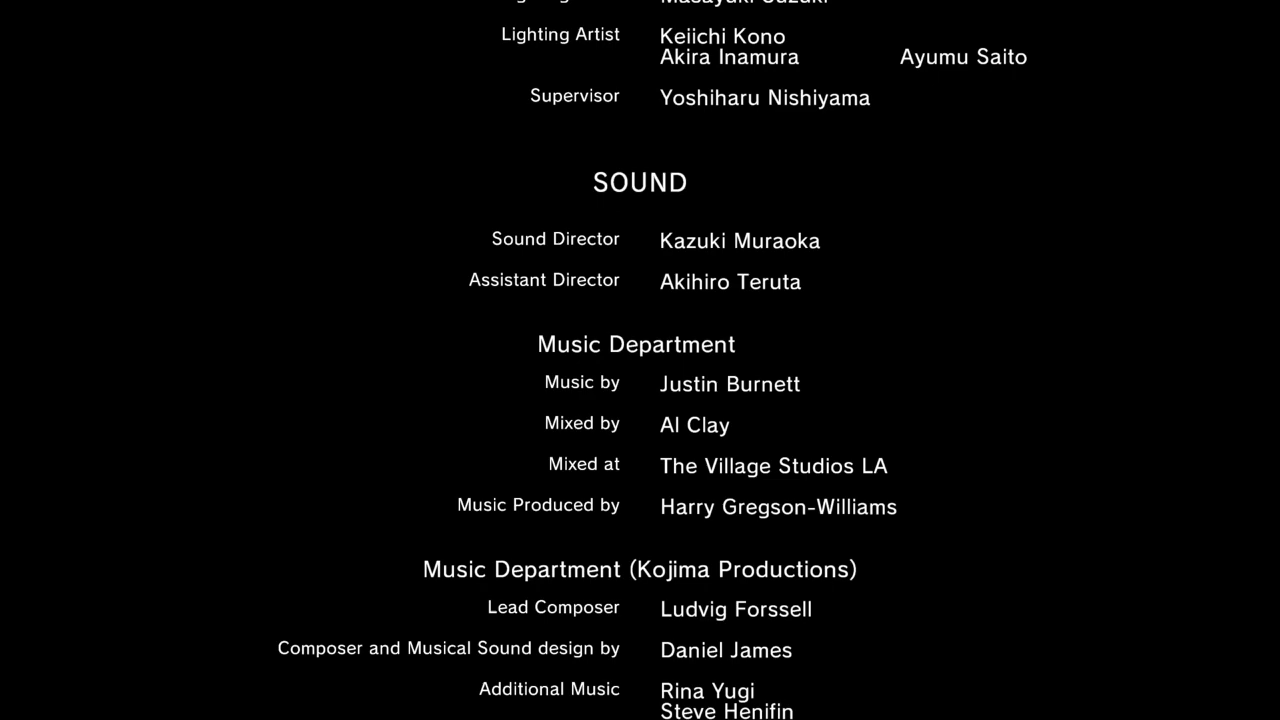 Lighting Artist Keiichi Kono
Akira Inamura Ayumu Saito
Supervisor Yoshiharu Nishiyama
SOUND
Sound Director Kazuki Muraoka
Assistant Director Akihiro Teruta
Music Department
Music by Justin Burnett
Mixed by Al Clay
Mixed at The Village Studios LA
Music Produced by Harry Gregson-Williams
Music Department (Kojima Productions)
Lead Composer Ludvig Forssell
Composer and Musical Sound design by Daniel James
Additional Music Rina Yugi
Steve Henifin